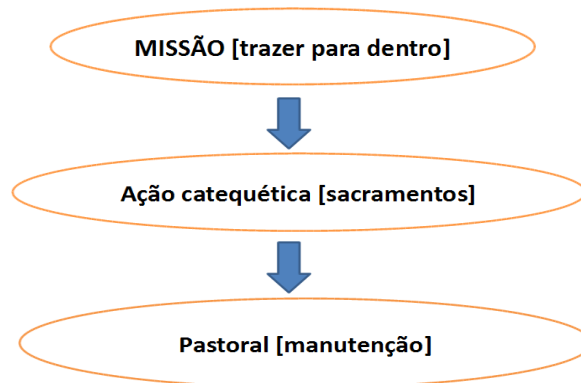 MISSÃO [trazer para dentro]
Ação catequética [sacramentos]
Pastoral [manutenção]